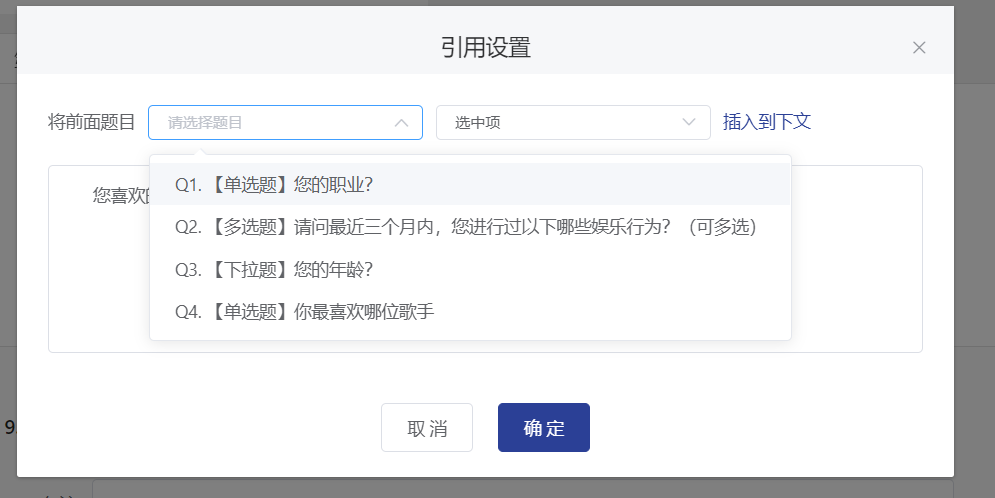 引用设置
将前面题目 请选择题目 选中项 插入到下文
您喜欢
Q1. 【单选题】您的职业？
Q2. 【多选题】请问最近三个月内，您进行过以下哪些娱乐行为？（可多选）
Q3. 【下拉题】您的年龄？
Q4. 【单选题】你最喜欢哪位歌手
取消 确定
9